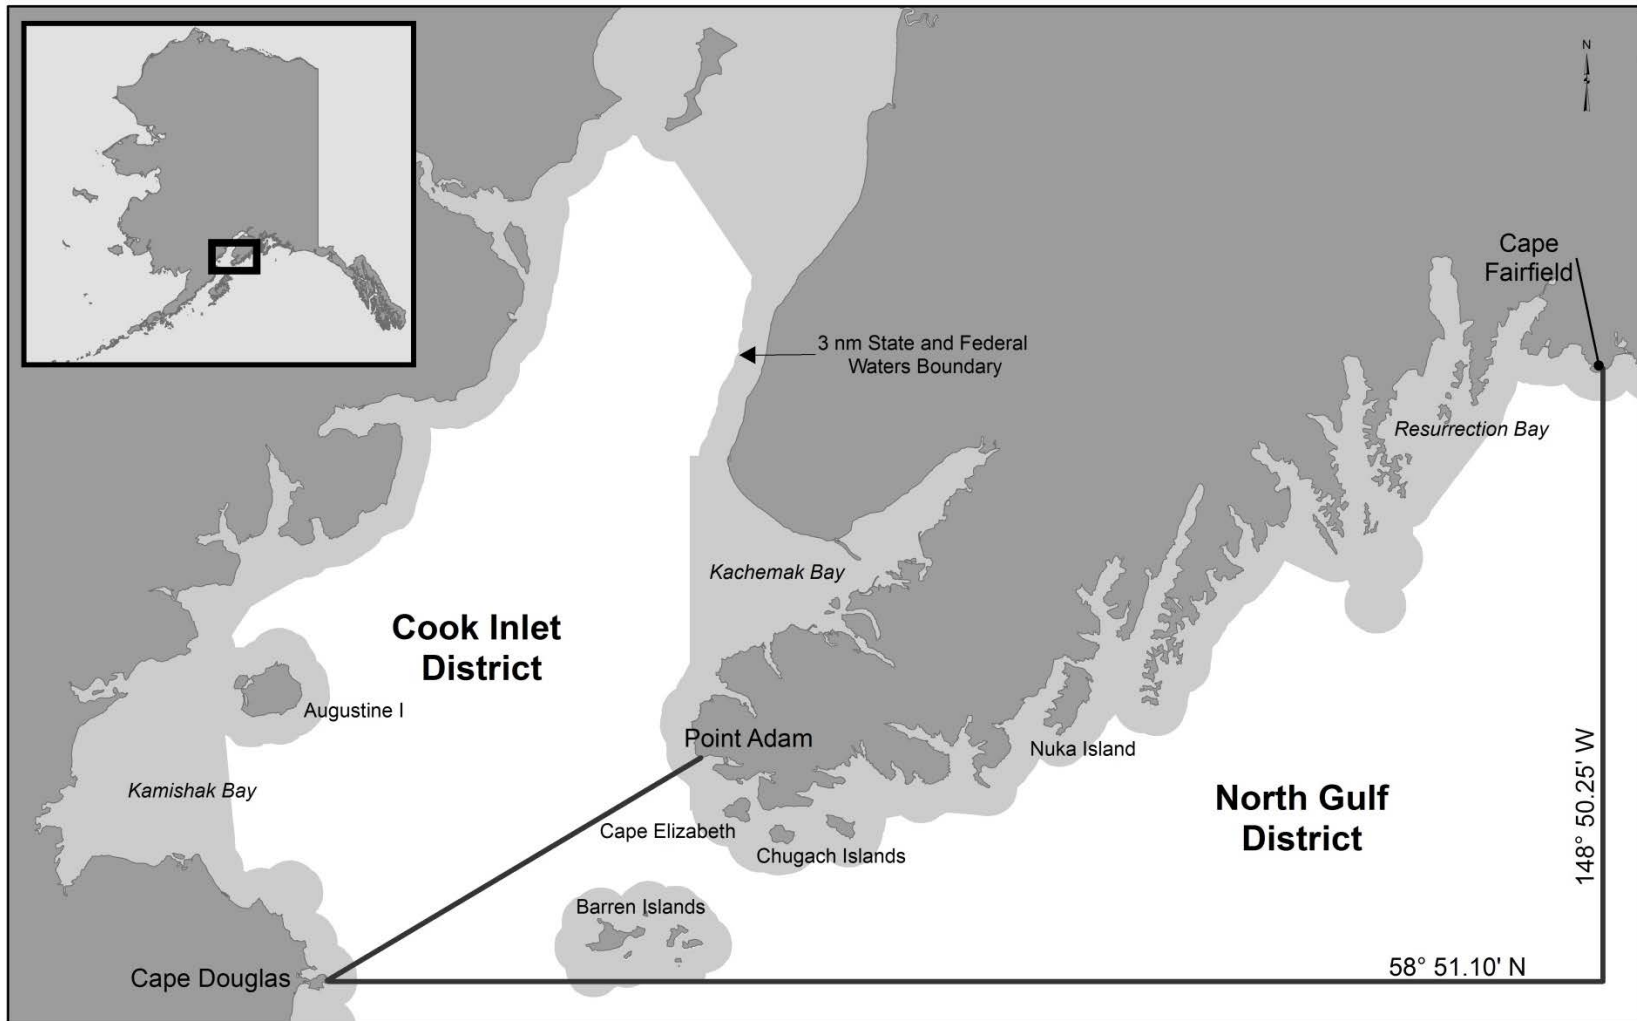 N
Cape
Fairfield
3 nm State and Federal
Waters Boundary
Resurrection Bay
Kachemak Bay
Cook Inlet
District
Augustine I
Point Adam
Nuka Island
Kamishak Bay
North Gulf
District
148° 50.25' W
Cape Elizabeth
Chugach Islands
Barren Islands
Cape Douglas
58° 51.10' N